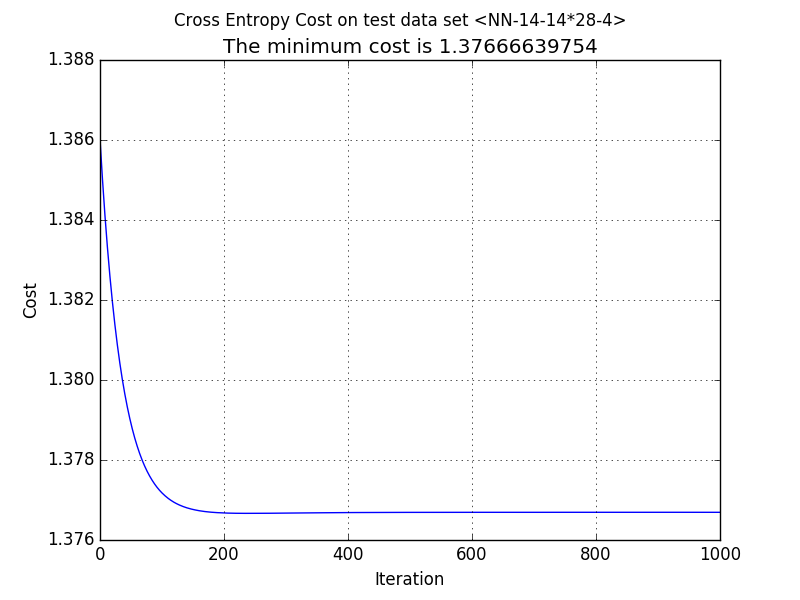 Cross Entropy Cost on test data set <NN-14-14*28-4>
The minimum cost is 1.37666639754
1.388
1.386
1.384
1.382
1.380
1.378
1.376
Cost
0 200 400 600 800 1000
Iteration